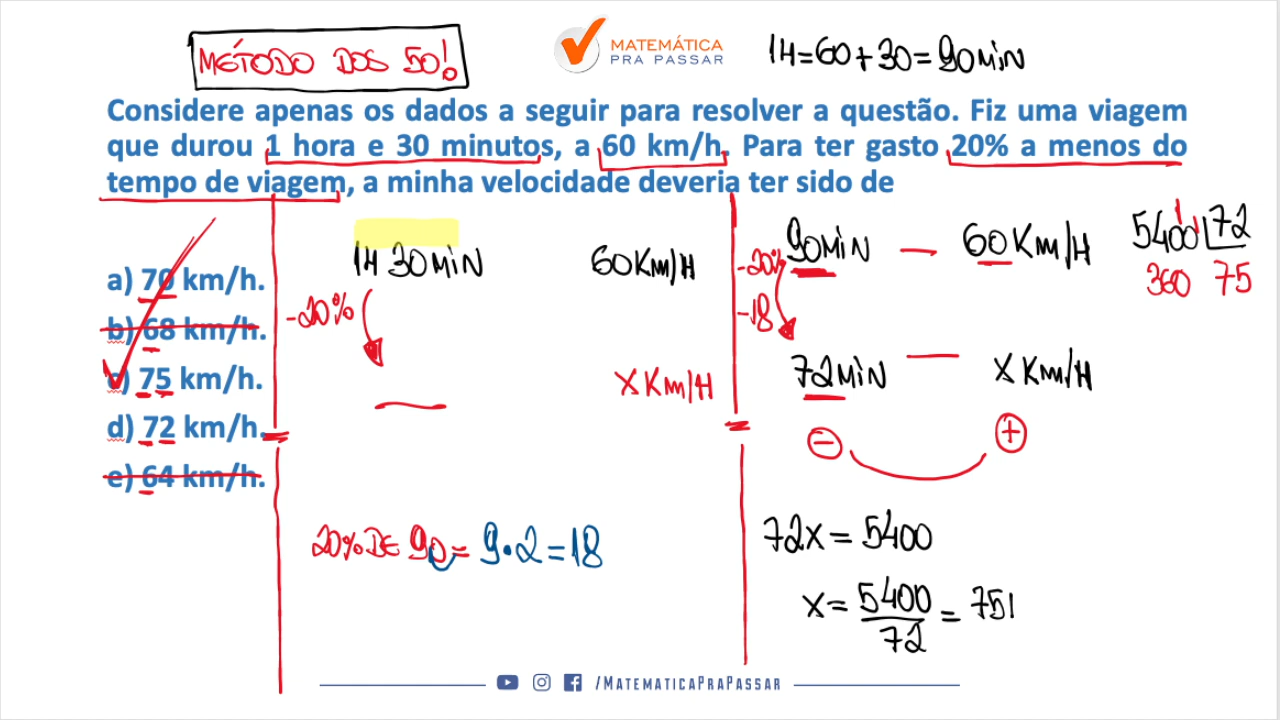 MÉTODO DOS 50!
MATEMÁTICA
PRA PASSAR
1H=60+30=90MIN
Considere apenas os dados a seguir para resolver a questão. Fiz uma viagem
que durou 1 hora e 30 minutos, a 60 km/h. Para ter gasto 20% a menos do
tempo de viagem, a minha velocidade deveria ter sido de
a) 70 km/h.
b) 68 km/h.
c) 75 km/h.
d) 72 km/h.
e) 64 km/h.
1H 30MIN 60KM/H
-20%
X KM/H
20% DE 90 = 9·2=18
90MIN — 60KM/H
-20%
-18
72MIN — X KM/H
- +
72X = 5400
X = 5400/72 = 75
5400 72
360 75
/MATEMATICAPRAPASSAR